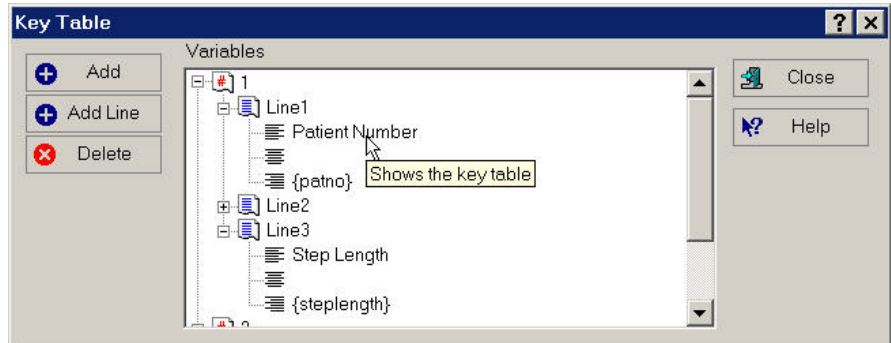 Key Table
Variables
Add
Add Line
Delete
1
Line1
Patient Number
{patno}
Shows the key table
Line2
Line3
Step Length
{steplength}
Close
Help